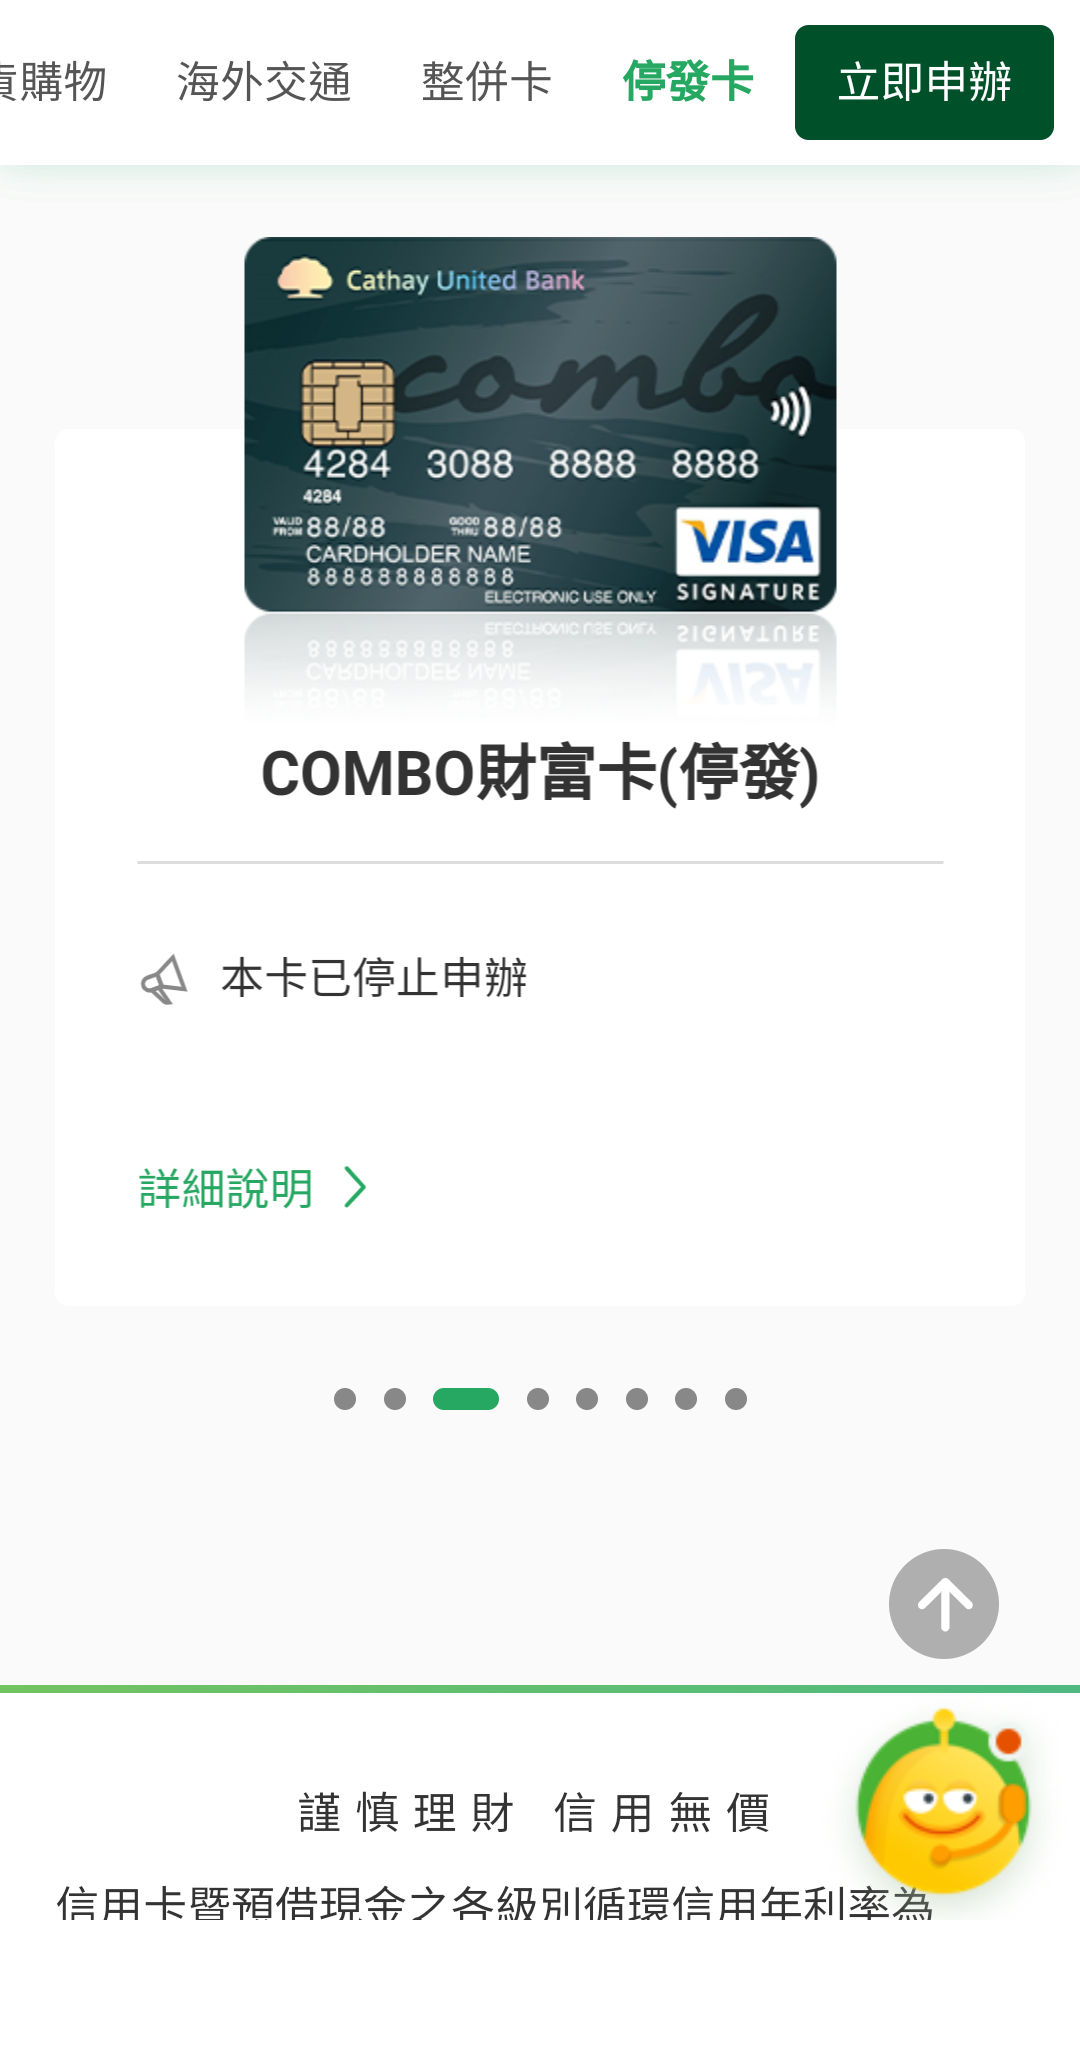 購物 海外交通 整併卡 停發卡 立即申辦
Cathay United Bank
combo
4284 3088 8888 8888
4284
VALID FROM 88/88 GOOD THRU 88/88
CARDHOLDER NAME
888888888888
ELECTRONIC USE ONLY
VISA
SIGNATURE
COMBO財富卡(停發)
本卡已停止申辦
詳細說明
謹慎理財 信用無價
信用卡暨預借現金之各級別循環信用年利率為